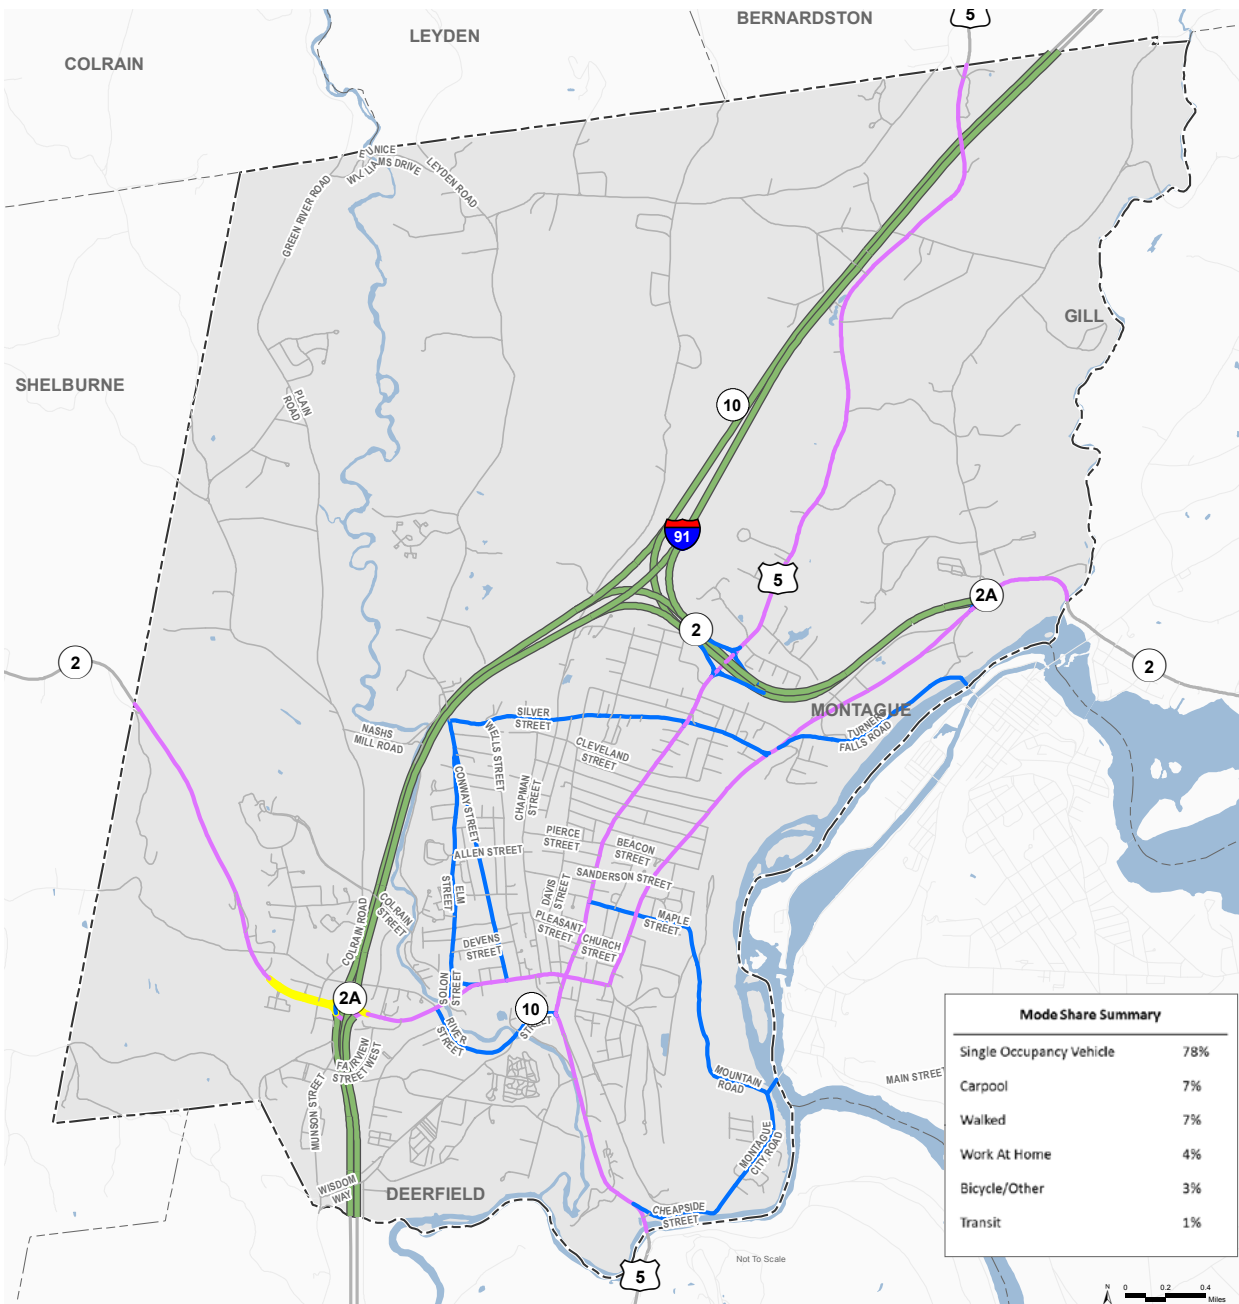 BERNARDSTON
5
LEYDEN
COLRAIN
EUNICE
WILLIAMS DRIVE
LEYDEN ROAD
GREEN RIVER ROAD
GILL
SHELBURNE
PLAIN
ROAD
10
91
5
2A
2
2
2
MONTAGUE
SILVER
STREET
TURNERS
FALLS ROAD
NASHS
MILL ROAD
WELLS STREET
CLEVELAND
STREET
CONWAY STREET
CHAPMAN
STREET
PIERCE
STREET
BEACON
STREET
ALLEN STREET
SANDERSON STREET
ELM
STREET
DAVIS
STREET
COLRAIN
STREET
COLRAIN ROAD
PLEASANT
STREET
MAPLE
STREET
CHURCH
STREET
DEVENS
STREET
SOLON
STREET
2A
10
STREET
RIVER
STREET
FAIRVIEW
STREET WEST
MUNSON STREET
MOUNTAIN
ROAD
MAIN STREET
MONTAGUE
CITY ROAD
WISDOM
WAY
DEERFIELD
CHEAPSIDE
STREET
5
Not To Scale
Mode Share Summary
Single Occupancy Vehicle 78%
Carpool 7%
Walked 7%
Work At Home 4%
Bicycle/Other 3%
Transit 1%
N
0 0.2 0.4
Miles